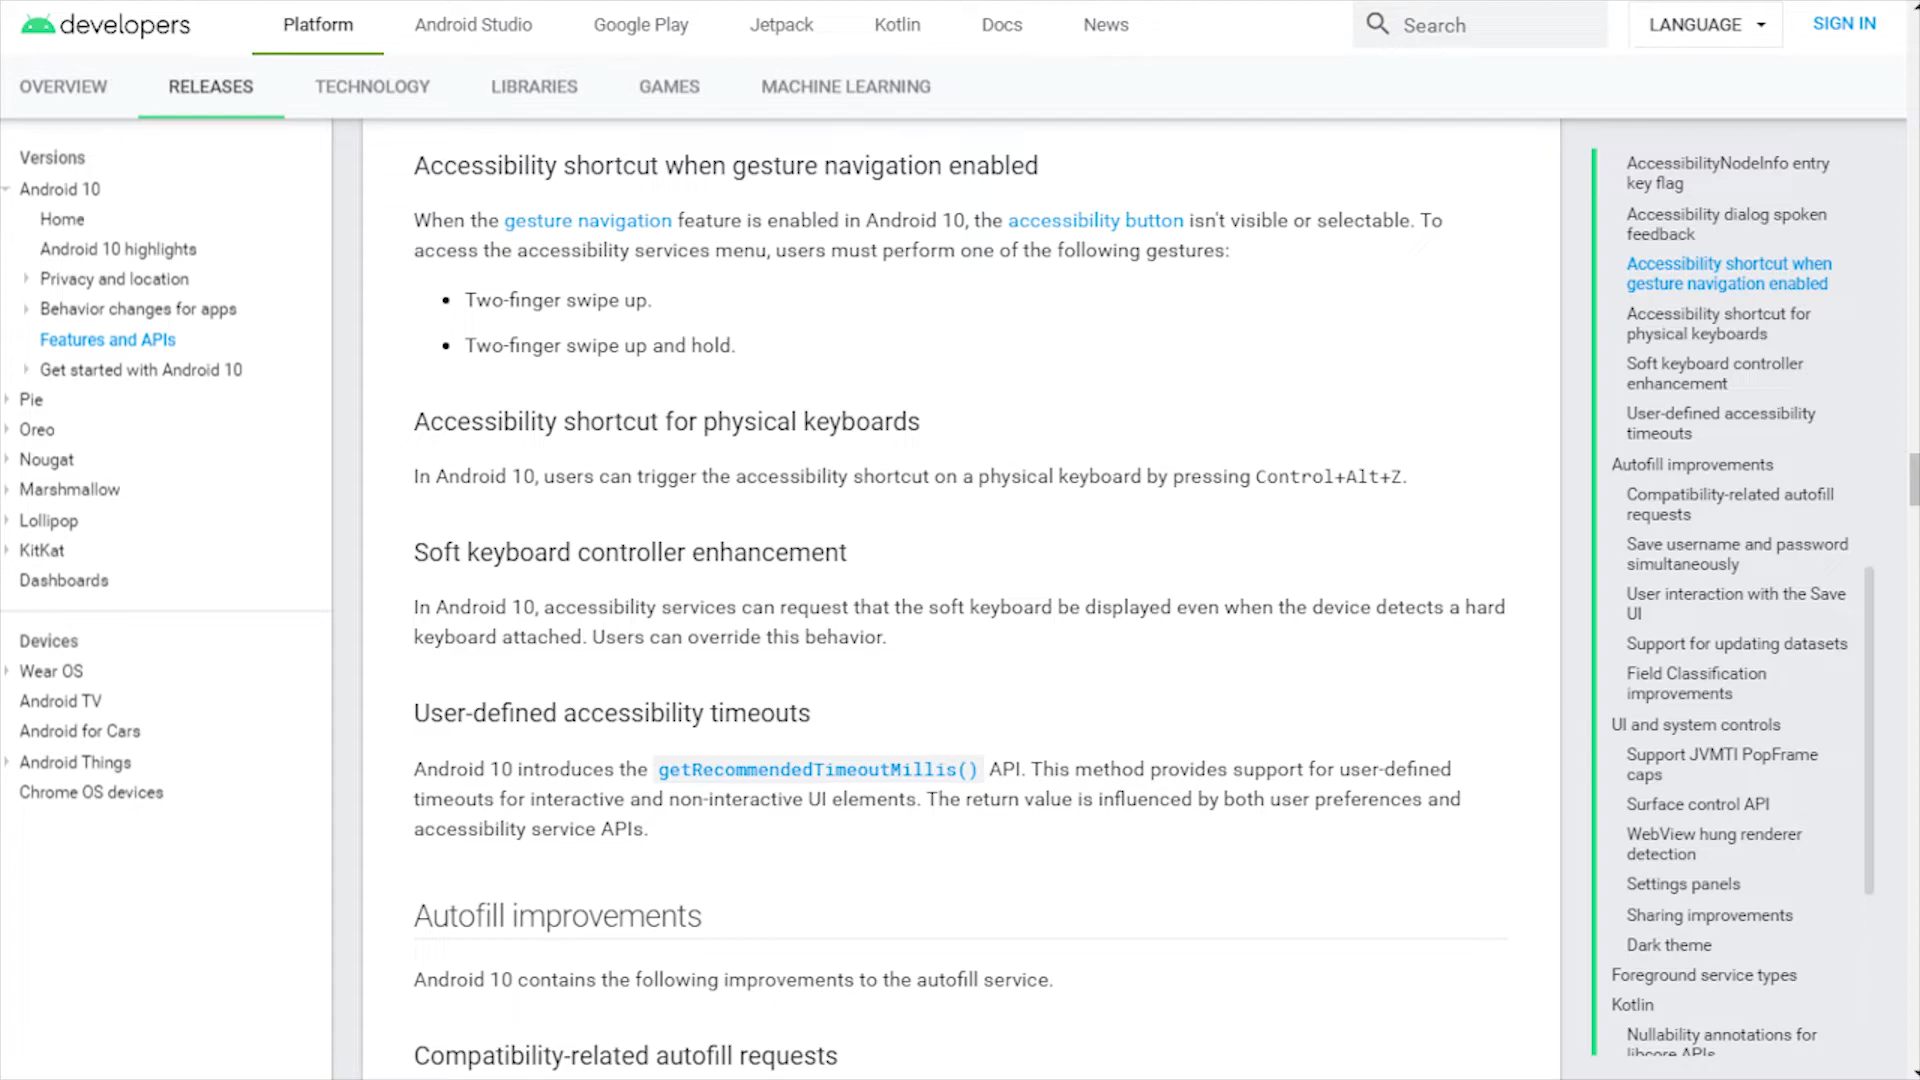 developers
Platform
Android Studio
Google Play
Jetpack
Kotlin
Docs
News
Search
LANGUAGE
SIGN IN
OVERVIEW
RELEASES
TECHNOLOGY
LIBRARIES
GAMES
MACHINE LEARNING
Versions
Android 10
Home
Android 10 highlights
Privacy and location
Behavior changes for apps
Features and APIs
Get started with Android 10
Pie
Oreo
Nougat
Marshmallow
Lollipop
KitKat
Dashboards
Devices
Wear OS
Android TV
Android for Cars
Android Things
Chrome OS devices
Accessibility shortcut when gesture navigation enabled
When the gesture navigation feature is enabled in Android 10, the accessibility button isn't visible or selectable. To
access the accessibility services menu, users must perform one of the following gestures:
• Two-finger swipe up.
• Two-finger swipe up and hold.
Accessibility shortcut for physical keyboards
In Android 10, users can trigger the accessibility shortcut on a physical keyboard by pressing Control+Alt+Z.
Soft keyboard controller enhancement
In Android 10, accessibility services can request that the soft keyboard be displayed even when the device detects a hard
keyboard attached. Users can override this behavior.
User-defined accessibility timeouts
Android 10 introduces the getRecommendedTimeoutMillis() API. This method provides support for user-defined
timeouts for interactive and non-interactive UI elements. The return value is influenced by both user preferences and
accessibility service APIs.
Autofill improvements
Android 10 contains the following improvements to the autofill service.
Compatibility-related autofill requests
AccessibilityNodeInfo entry
key flag
Accessibility dialog spoken
feedback
Accessibility shortcut when
gesture navigation enabled
Accessibility shortcut for
physical keyboards
Soft keyboard controller
enhancement
User-defined accessibility
timeouts
Autofill improvements
Compatibility-related autofill
requests
Save username and password
simultaneously
User interaction with the Save
UI
Support for updating datasets
Field Classification
improvements
UI and system controls
Support JVMTI PopFrame
caps
Surface control API
WebView hung renderer
detection
Settings panels
Sharing improvements
Dark theme
Foreground service types
Kotlin
Nullability annotations for
libcore APIs